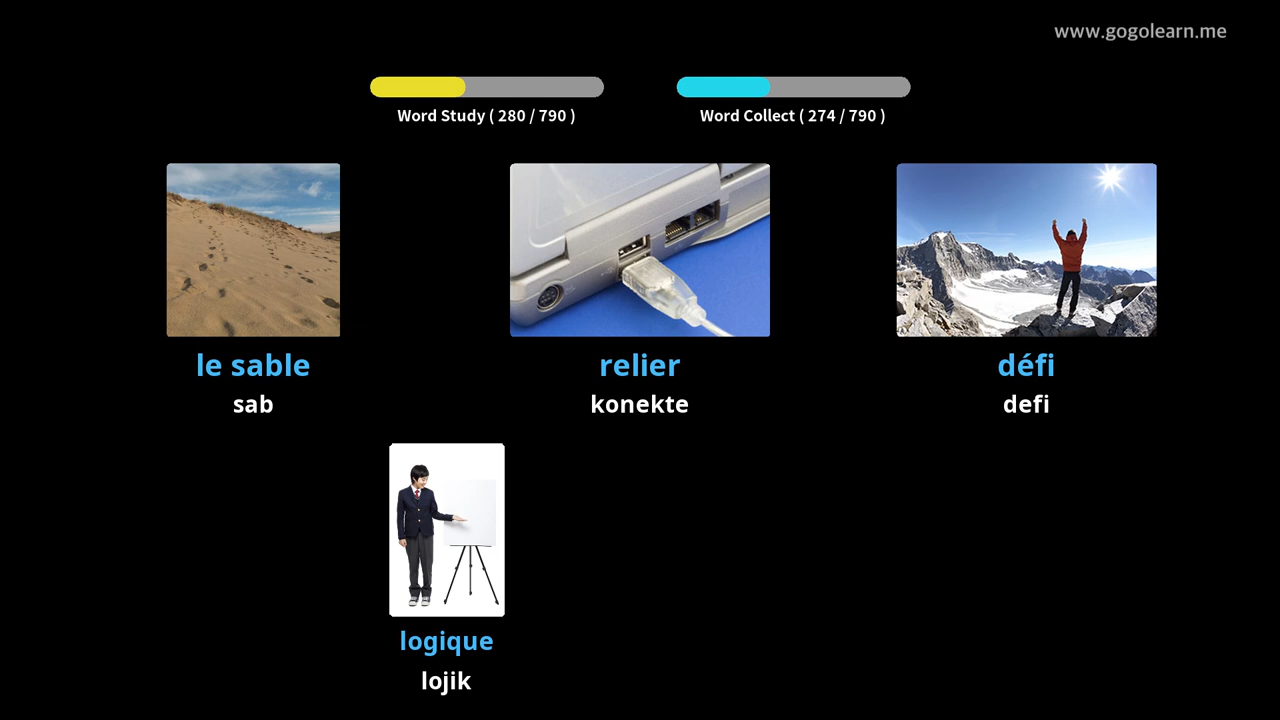 www.gogolearn.me
Word Study ( 280 / 790 )
Word Collect ( 274 / 790 )
le sable
sab
relier
konekte
défi
defi
logique
lojik